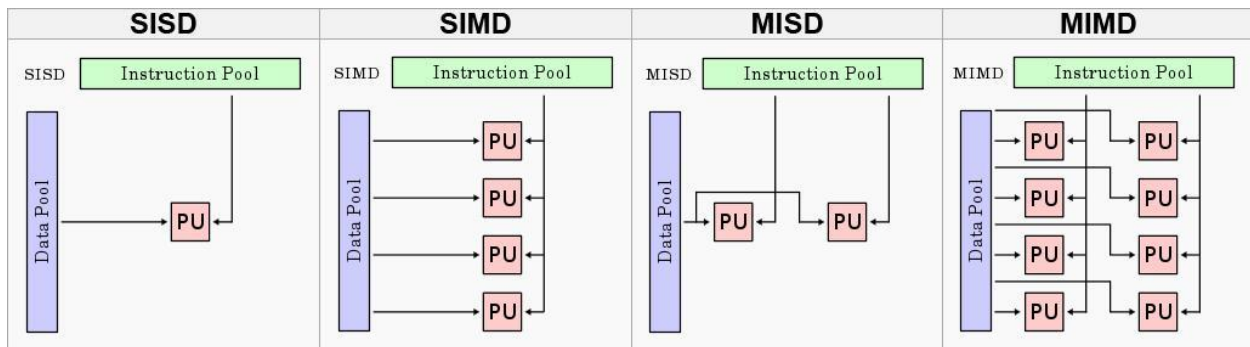 SISD
SIMD
MISD
MIMD
SISD
Instruction Pool
Data Pool
PU
SIMD
Instruction Pool
Data Pool
PU
PU
PU
PU
MISD
Instruction Pool
Data Pool
PU
PU
MIMD
Instruction Pool
Data Pool
PU
PU
PU
PU
PU
PU
PU
PU